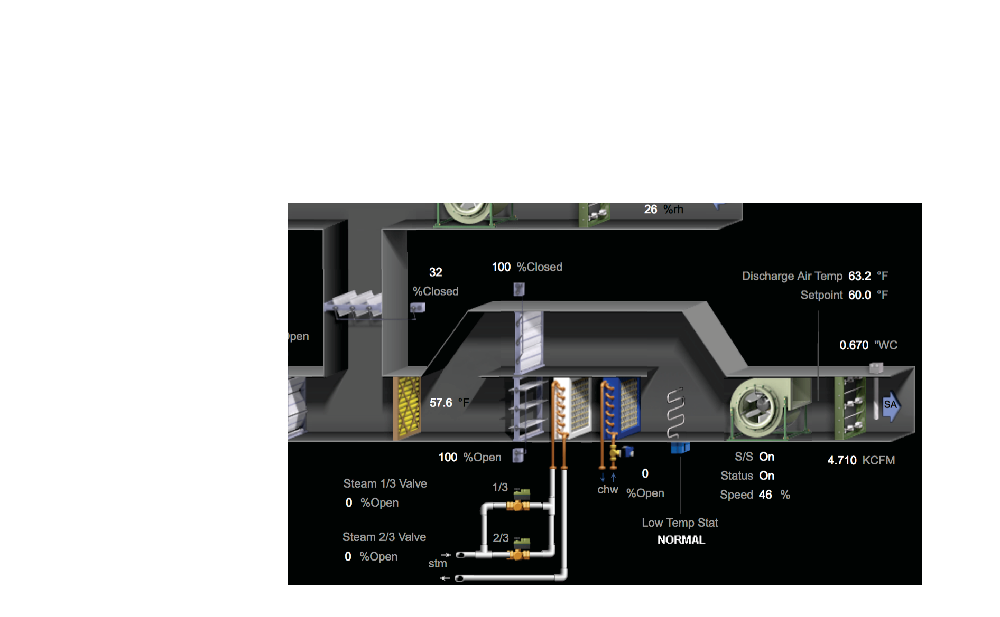 26 %rh
100 %Closed
32
%Closed
Discharge Air Temp 63.2 °F
Setpoint 60.0 °F
pen
0.670 "WC
57.6 °F
SA
100 %Open
S/S On
4.710 KCFM
0
%Open
Status On
Steam 1/3 Valve
1/3
chw
Speed 46 %
0 %Open
Low Temp Stat
NORMAL
Steam 2/3 Valve
2/3
0 %Open
stm